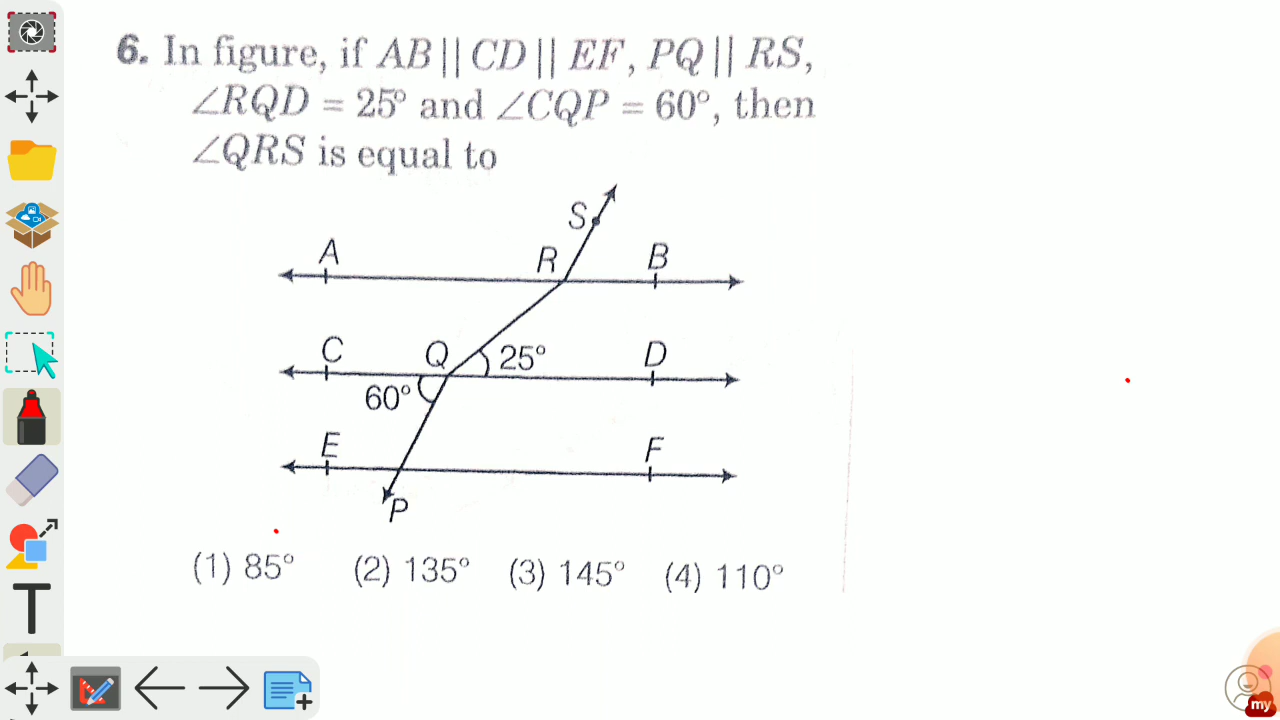 6. In figure, if AB || CD || EF, PQ || RS,
∠RQD = 25° and ∠CQP = 60°, then
∠QRS is equal to
S
A R B
C Q 25° D
60°
E F
P
(1) 85° (2) 135° (3) 145° (4) 110°
T
my